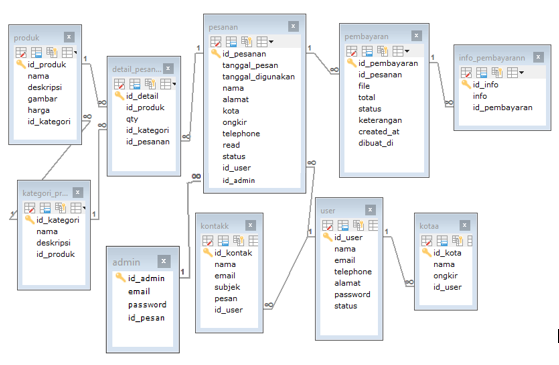 produk
id_produk
nama
deskripsi
gambar
harga
id_kategori
detail_pesan...
id_detail
id_produk
qty
id_kategori
id_pesanan
pesanan
id_pesanan
tanggal_pesan
tanggal_digunakan
nama
alamat
kota
ongkir
telephone
read
status
id_user
id_admin
pembayaran
id_pembayaran
id_pesanan
file
total
status
keterangan
created_at
dibuat_di
info_pembayarann
id_info
info
id_pembayaran
kategori_pr...
id_kategori
nama
deskripsi
id_produk
admin
id_admin
email
password
id_pesan
kontakk
id_kontak
nama
email
subjek
pesan
id_user
user
id_user
nama
email
telephone
alamat
password
status
kotaa
id_kota
nama
ongkir
id_user
1
1
1
1
1
1
1
1
1